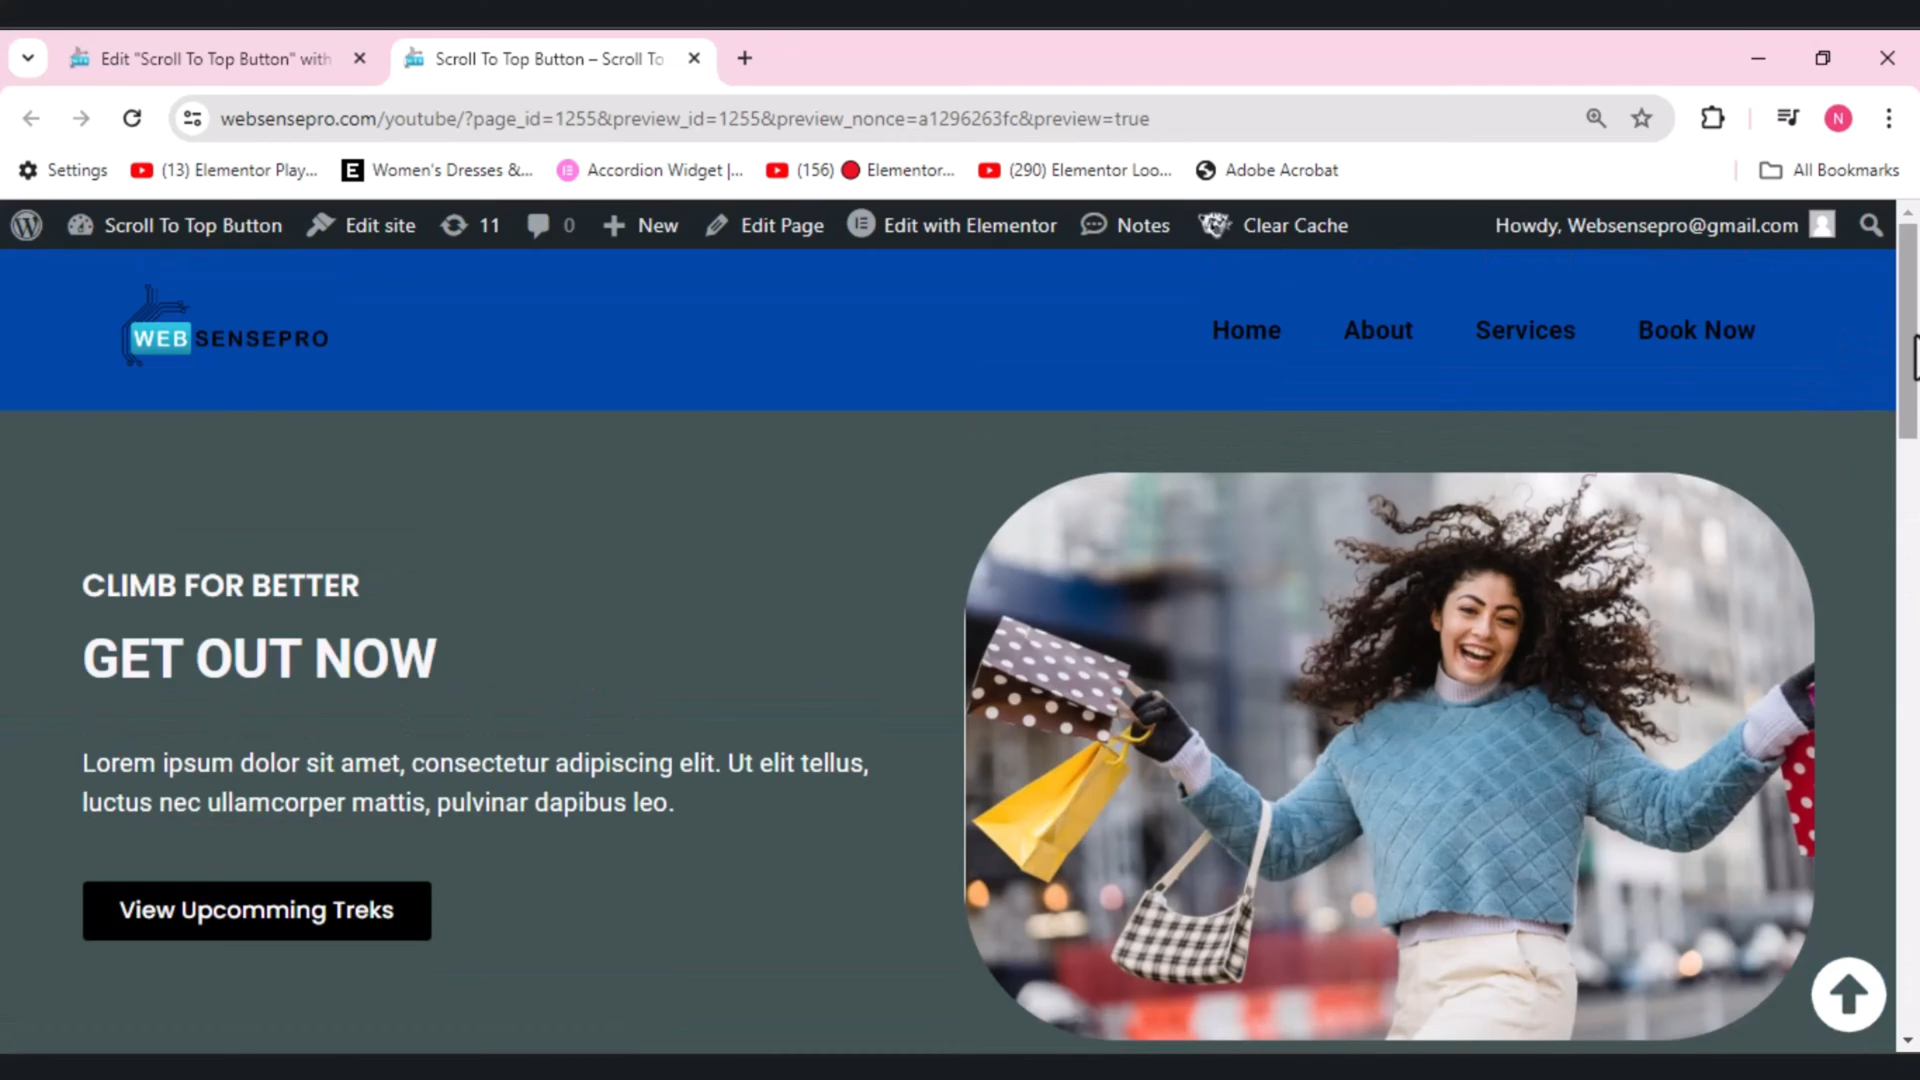 Edit "Scroll To Top Button" with
Scroll To Top Button – Scroll To
websensepro.com/youtube/?page_id=1255&preview_id=1255&preview_nonce=a1296263fc&preview=true
N
Settings
(13) Elementor Play...
E
Women's Dresses &...
Accordion Widget |...
(156)
Elementor...
(290) Elementor Loo...
Adobe Acrobat
All Bookmarks
Scroll To Top Button
Edit site
11
0
New
Edit Page
Edit with Elementor
Notes
Clear Cache
Howdy, Websensepro@gmail.com
WEB SENSEPRO
Home
About
Services
Book Now
CLIMB FOR BETTER
GET OUT NOW
Lorem ipsum dolor sit amet, consectetur adipiscing elit. Ut elit tellus,
luctus nec ullamcorper mattis, pulvinar dapibus leo.
View Upcomming Treks